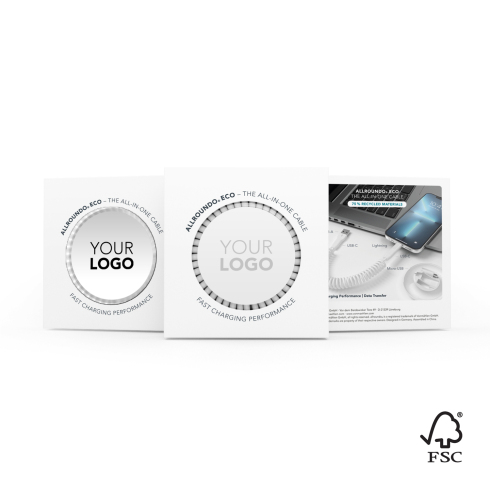 ALLROUNDO® ECO – THE ALL-IN-ONE CABLE
YOUR
LOGO
FAST CHARGING PERFORMANCE
ALLROUNDO® ECO – THE ALL-IN-ONE CABLE
YOUR
LOGO
FAST CHARGING PERFORMANCE
ALLROUNDO® ECO
THE ALL-IN-ONE CABLE
75 % RECYCLED MATERIALS
USB-C
Lightning
Micro-USB
Performance | Data Transfer
®
FSC